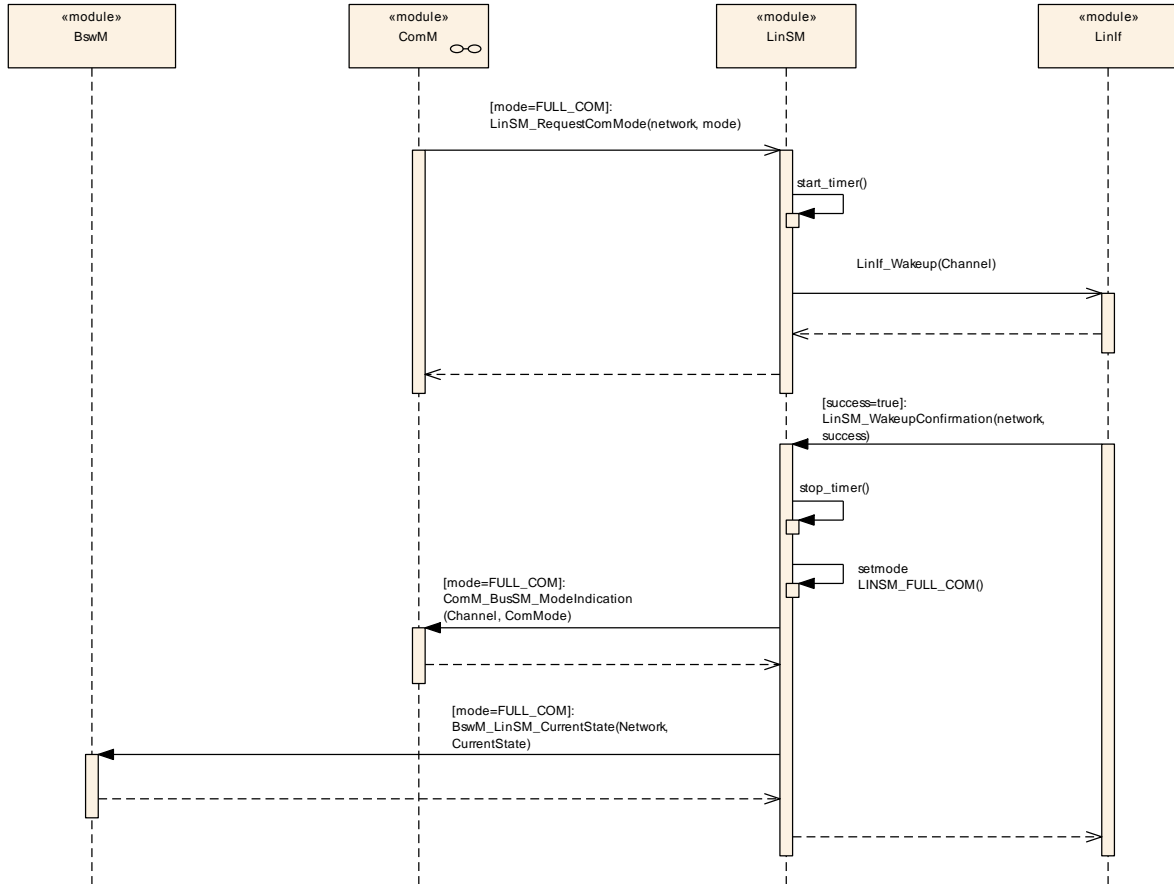 «module»
BswM
«module»
ComM
«module»
LinSM
«module»
LinIf
[mode=FULL_COM]:
LinSM_RequestComMode(network, mode)
start_timer()
LinIf_Wakeup(Channel)
[success=true]:
LinSM_WakeupConfirmation(network,
success)
stop_timer()
setmode
LINSM_FULL_COM()
[mode=FULL_COM]:
ComM_BusSM_ModeIndication
(Channel, ComMode)
[mode=FULL_COM]:
BswM_LinSM_CurrentState(Network,
CurrentState)